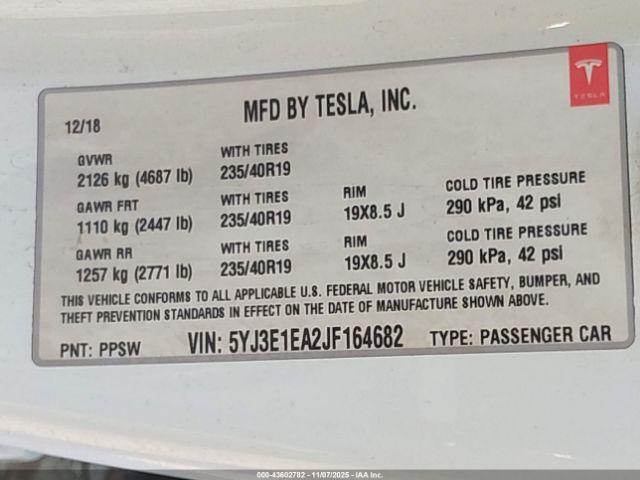 TESLA
MFD BY TESLA, INC.
12/18
GVWR WITH TIRES
2126 kg (4687 lb) 235/40R19
GAWR FRT WITH TIRES RIM COLD TIRE PRESSURE
1110 kg (2447 lb) 235/40R19 19X8.5 J 290 kPa, 42 psi
GAWR RR WITH TIRES RIM COLD TIRE PRESSURE
1257 kg (2771 lb) 235/40R19 19X8.5 J 290 kPa, 42 psi
THIS VEHICLE CONFORMS TO ALL APPLICABLE U.S. FEDERAL MOTOR VEHICLE SAFETY, BUMPER, AND
THEFT PREVENTION STANDARDS IN EFFECT ON THE DATE OF MANUFACTURE SHOWN ABOVE.
PNT: PPSW VIN: 5YJ3E1EA2JF164682 TYPE: PASSENGER CAR
000-43602782 - 11/07/2025 - IAA Inc.